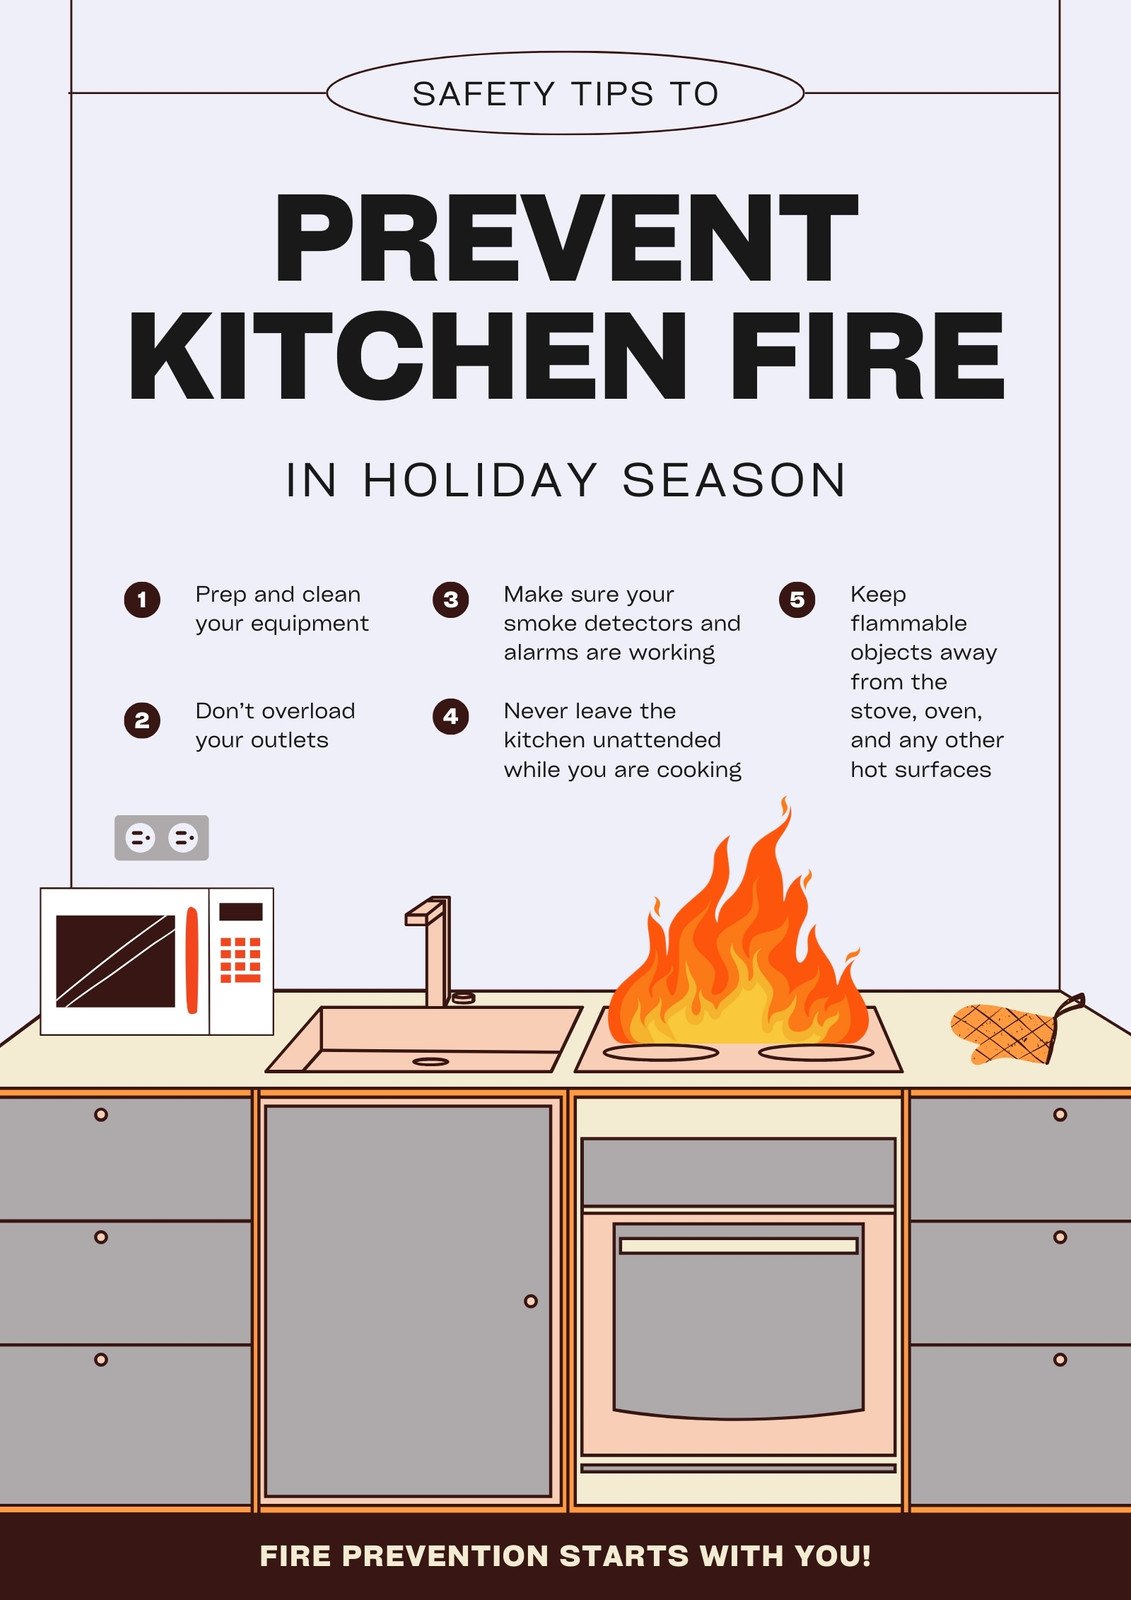 SAFETY TIPS TO
PREVENT
KITCHEN FIRE
IN HOLIDAY SEASON
1 Prep and clean
your equipment
2 Don’t overload
your outlets
3 Make sure your
smoke detectors and
alarms are working
4 Never leave the
kitchen unattended
while you are cooking
5 Keep
flammable
objects away
from the
stove, oven,
and any other
hot surfaces
FIRE PREVENTION STARTS WITH YOU!